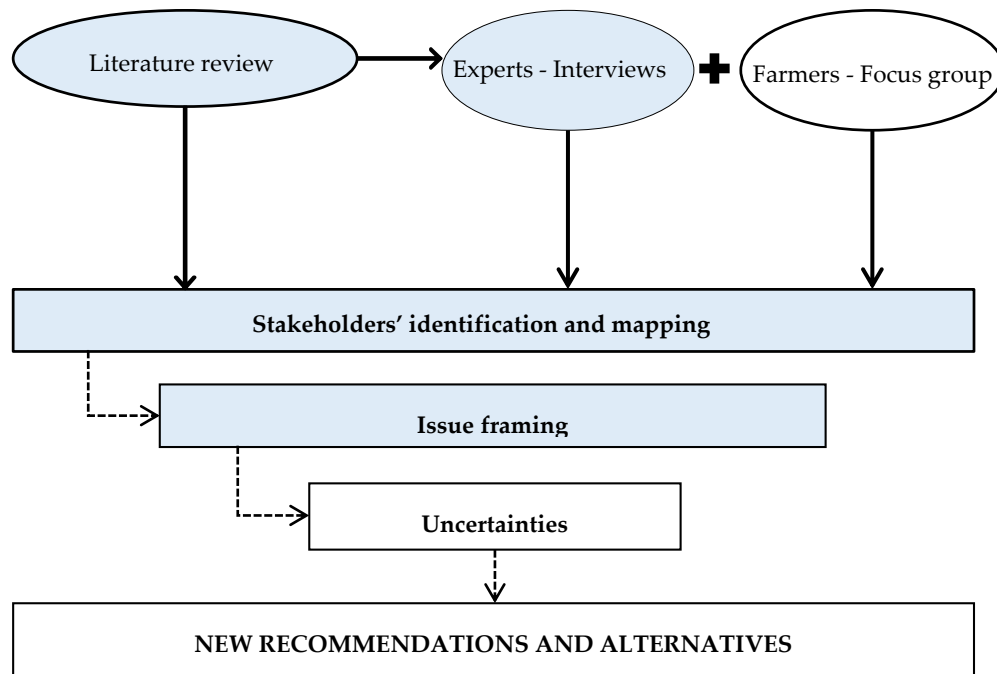 Literature review
Experts - Interviews
Farmers - Focus group
Stakeholders’ identification and mapping
Issue framing
Uncertainties
NEW RECOMMENDATIONS AND ALTERNATIVES